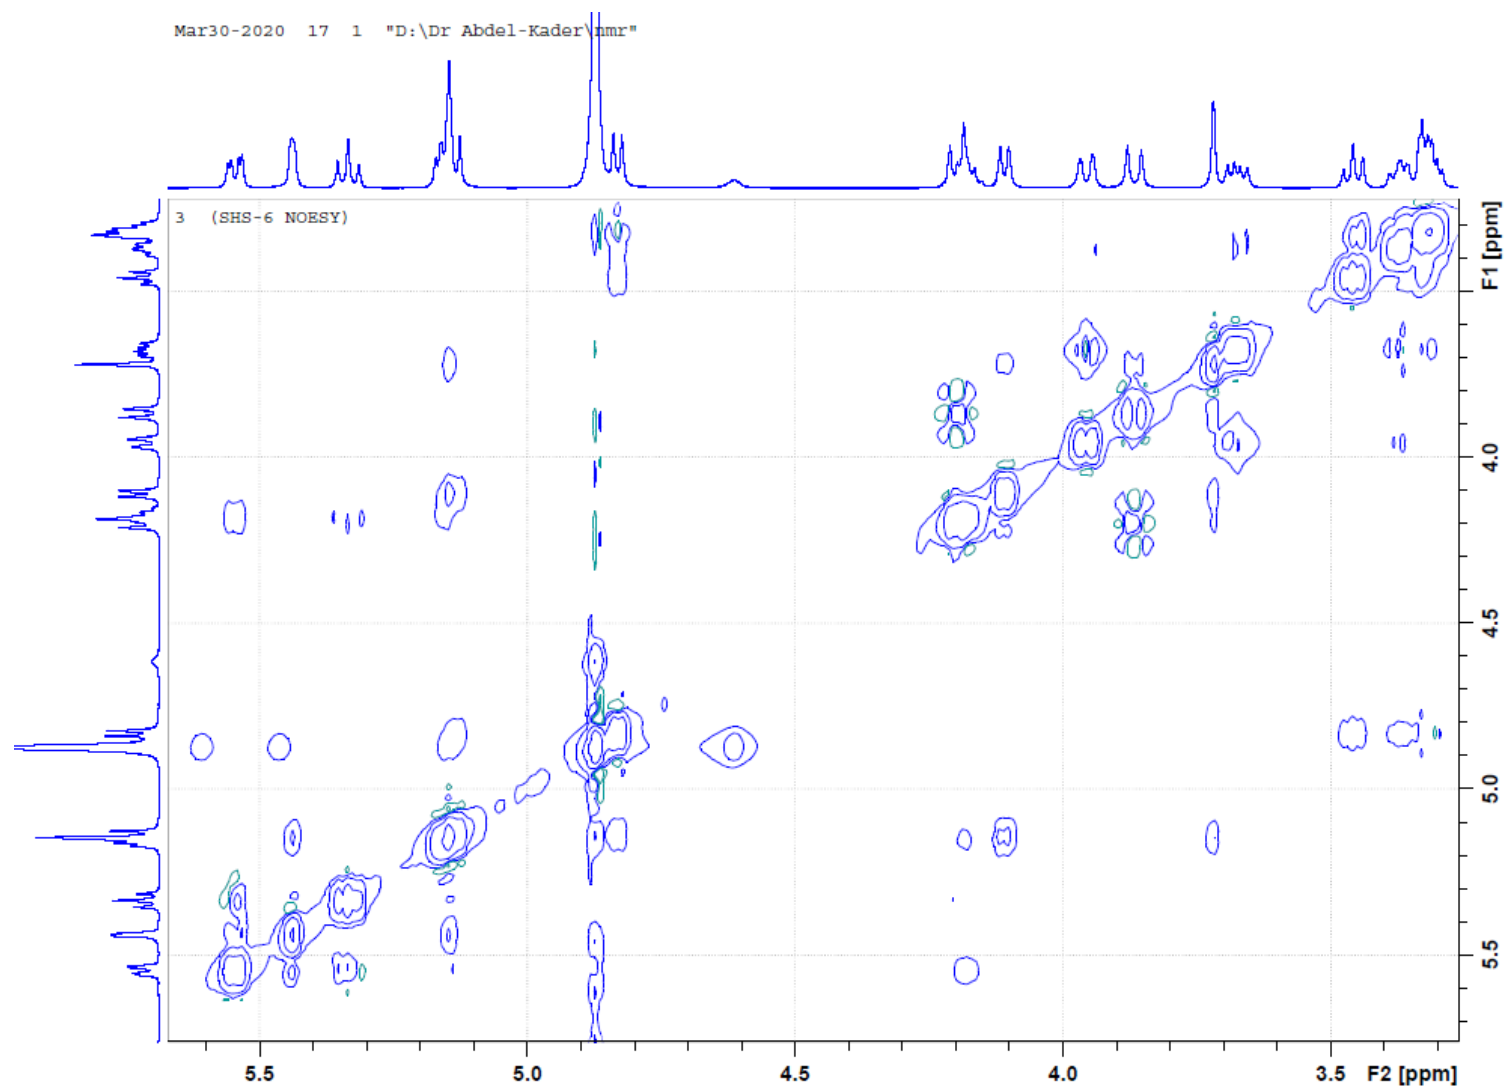 Mar30-2020 17 1 "D:\Dr Abdel-Kader\nmr"
3 (SHS-6 NOESY)
F1 [ppm]
4.0
4.5
5.0
5.5
5.5 5.0 4.5 4.0 3.5 F2 [ppm]